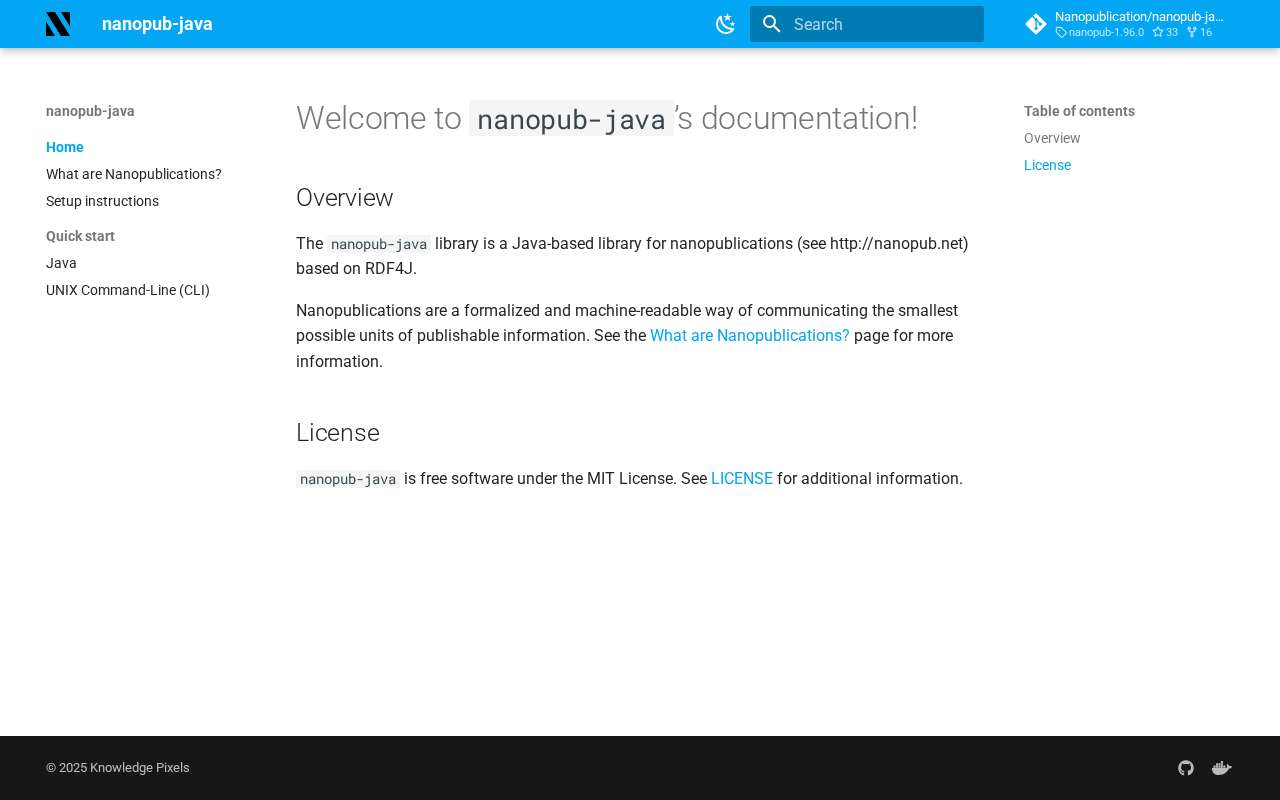 nanopub-java
Search
Nanopublication/nanopub-ja…
nanopub-1.96.0 33 16
nanopub-java
Home
What are Nanopublications?
Setup instructions
Quick start
Java
UNIX Command-Line (CLI)
Welcome to nanopub-java’s documentation!
Overview
The nanopub-java library is a Java-based library for nanopublications (see http://nanopub.net)
based on RDF4J.
Nanopublications are a formalized and machine-readable way of communicating the smallest
possible units of publishable information. See the What are Nanopublications? page for more
information.
License
nanopub-java is free software under the MIT License. See LICENSE for additional information.
Table of contents
Overview
License
© 2025 Knowledge Pixels